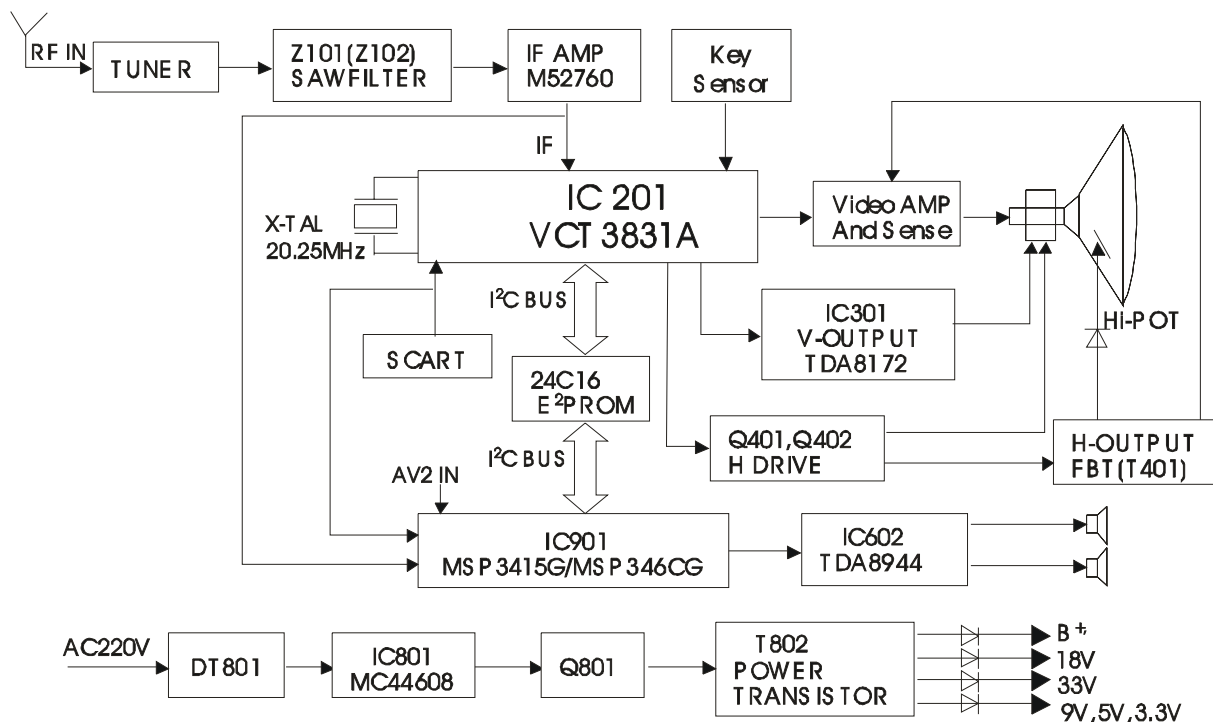 RF IN
TUNER
Z101(Z102)
SAWFILTER
IF AMP
M52760
Key
Sensor
IF
X-TAL
20.25MHz
IC 201
VCT 3831A
Video AMP
And Sense
I²C BUS
SCART
IC301
V-OUTPUT
TDA8172
Hi-POT
24C16
E²PROM
I²C BUS
Q401,Q402
H DRIVE
H-OUTPUT
FBT(T401)
AV2 IN
IC901
MSP3415G/MSP346CG
IC602
TDA8944
AC220V
DT801
IC801
MC44608
Q801
T802
POWER
TRANSISTOR
B+,
18V
33V
9V,5V,3.3V